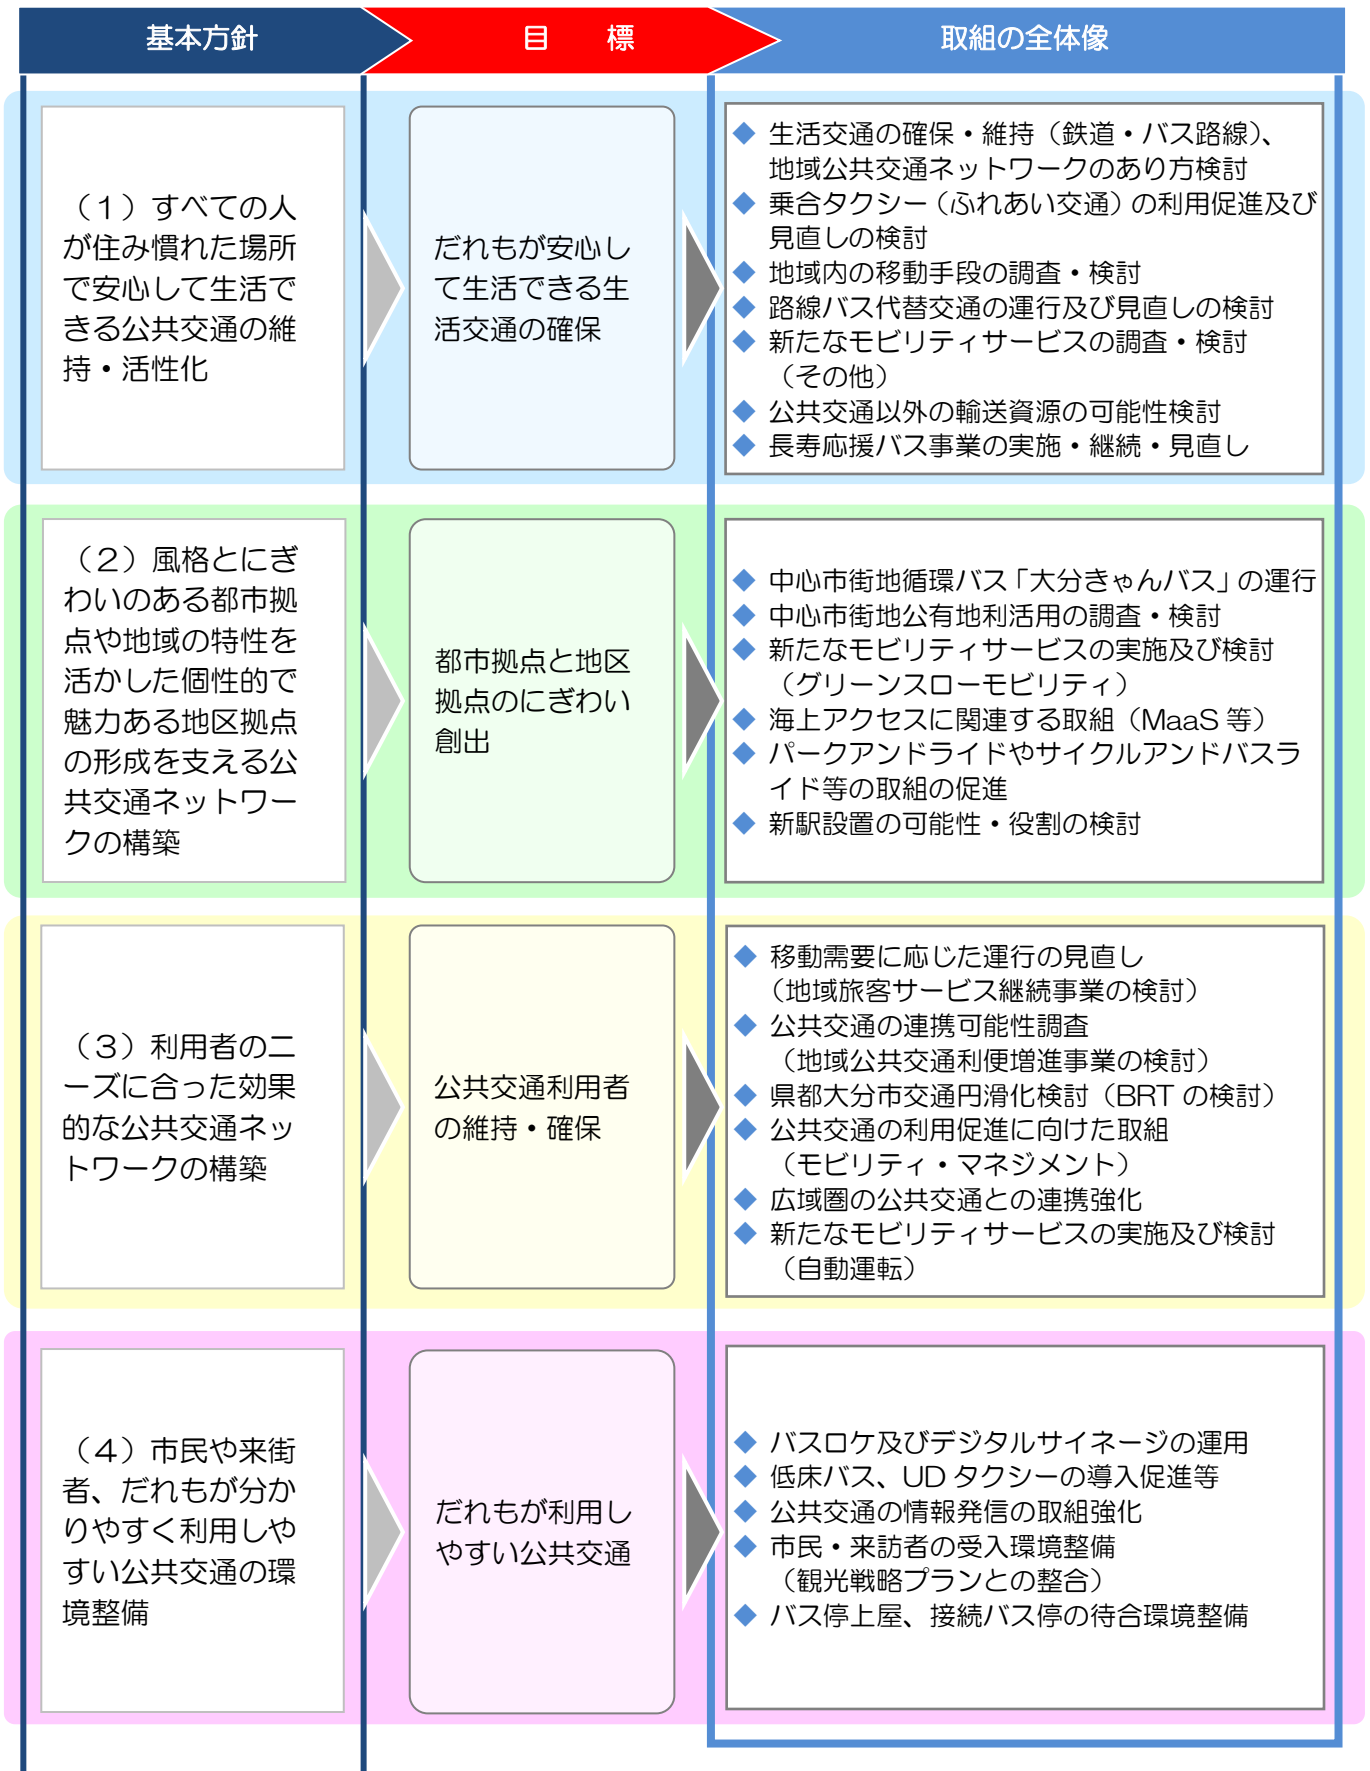 基本方針
目　標
取組の全体像
（１）すべての人
が住み慣れた場所
で安心して生活で
きる公共交通の維
持・活性化
だれもが安心し
て生活できる生
活交通の確保
◆ 生活交通の確保・維持（鉄道・バス路線）、
地域公共交通ネットワークのあり方検討
◆ 乗合タクシー（ふれあい交通）の利用促進及び
見直しの検討
◆ 地域内の移動手段の調査・検討
◆ 路線バス代替交通の運行及び見直しの検討
◆ 新たなモビリティサービスの調査・検討
（その他）
◆ 公共交通以外の輸送資源の可能性検討
◆ 長寿応援バス事業の実施・継続・見直し
（２）風格とにぎ
わいのある都市拠
点や地域の特性を
活かした個性的で
魅力ある地区拠点
の形成を支える公
共交通ネットワー
クの構築
都市拠点と地区
拠点のにぎわい
創出
◆ 中心市街地循環バス「大分きゃんバス」の運行
◆ 中心市街地公有地利活用の調査・検討
◆ 新たなモビリティサービスの実施及び検討
（グリーンスローモビリティ）
◆ 海上アクセスに関連する取組（MaaS 等）
◆ パークアンドライドやサイクルアンドバスラ
イド等の取組の促進
◆ 新駅設置の可能性・役割の検討
（３）利用者のニ
ーズに合った効果
的な公共交通ネッ
トワークの構築
公共交通利用者
の維持・確保
◆ 移動需要に応じた運行の見直し
（地域旅客サービス継続事業の検討）
◆ 公共交通の連携可能性調査
（地域公共交通利便増進事業の検討）
◆ 県都大分市交通円滑化検討（BRT の検討）
◆ 公共交通の利用促進に向けた取組
（モビリティ・マネジメント）
◆ 広域圏の公共交通との連携強化
◆ 新たなモビリティサービスの実施及び検討
（自動運転）
（４）市民や来街
者、だれもが分か
りやすく利用しや
すい公共交通の環
境整備
だれもが利用し
やすい公共交通
◆ バスロケ及びデジタルサイネージの運用
◆ 低床バス、UD タクシーの導入促進等
◆ 公共交通の情報発信の取組強化
◆ 市民・来訪者の受入環境整備
（観光戦略プランとの整合）
◆ バス停上屋、接続バス停の待合環境整備